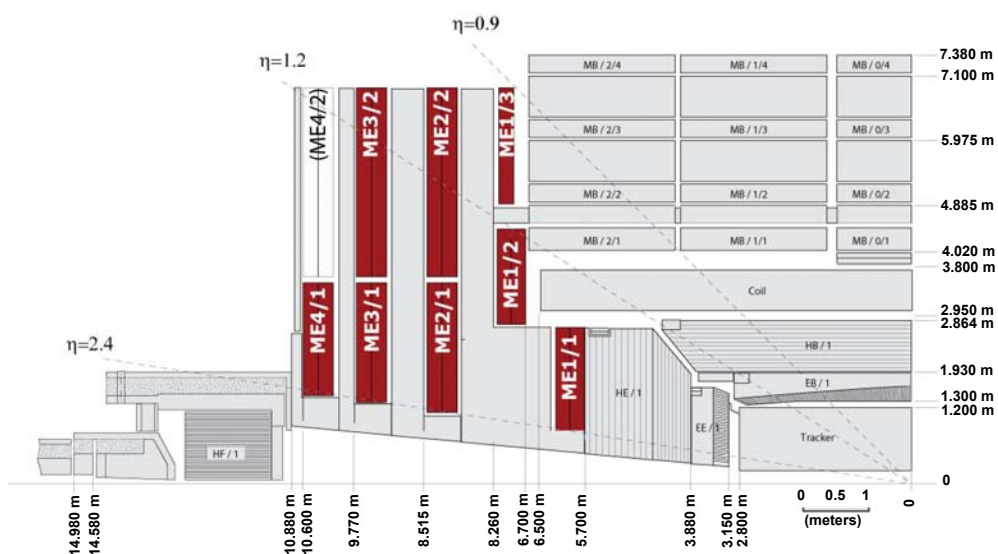 η=0.9
η=1.2
η=2.4
7.380 m
7.100 m
5.975 m
4.885 m
4.020 m
3.800 m
2.950 m
2.864 m
1.930 m
1.300 m
1.200 m
0
MB / 2/4
MB / 1/4
MB / 0/4
MB / 2/3
MB / 1/3
MB / 0/3
MB / 2/2
MB / 1/2
MB / 0/2
MB / 2/1
MB / 1/1
MB / 0/1
(ME4/2)
ME3/2
ME2/2
ME1/3
ME1/2
ME4/1
ME3/1
ME2/1
ME1/1
Coil
HB / 1
HE / 1
EB / 1
EE / 1
Tracker
HF / 1
0 0.5 1
(meters)
14.980 m
14.580 m
10.880 m
10.600 m
9.770 m
8.515 m
8.260 m
6.700 m
6.500 m
5.700 m
3.880 m
3.150 m
2.800 m
0
0